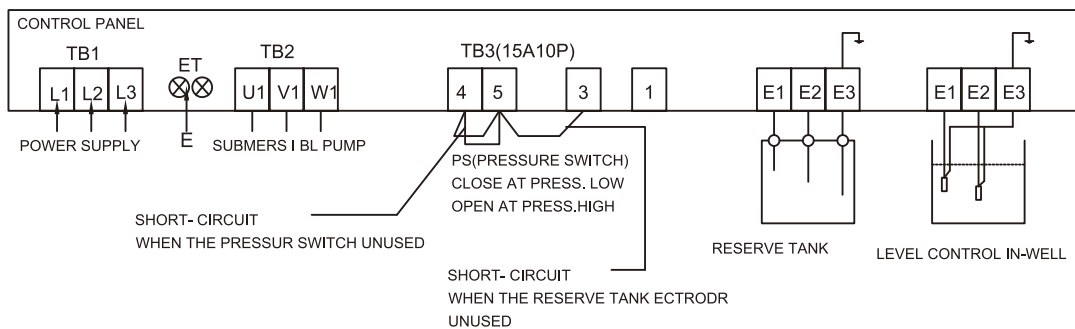 CONTROL PANEL
TB1
ET
TB2
TB3(15A10P)
L1 L2 L3
U1 V1 W1
4 5 3 1
E1 E2 E3
E1 E2 E3
POWER SUPPLY
E
SUBMERS I BL PUMP
PS(PRESSURE SWITCH)
CLOSE AT PRESS. LOW
OPEN AT PRESS.HIGH
SHORT- CIRCUIT
WHEN THE PRESSUR SWITCH UNUSED
RESERVE TANK
LEVEL CONTROL IN-WELL
SHORT- CIRCUIT
WHEN THE RESERVE TANK ECTRODR
UNUSED